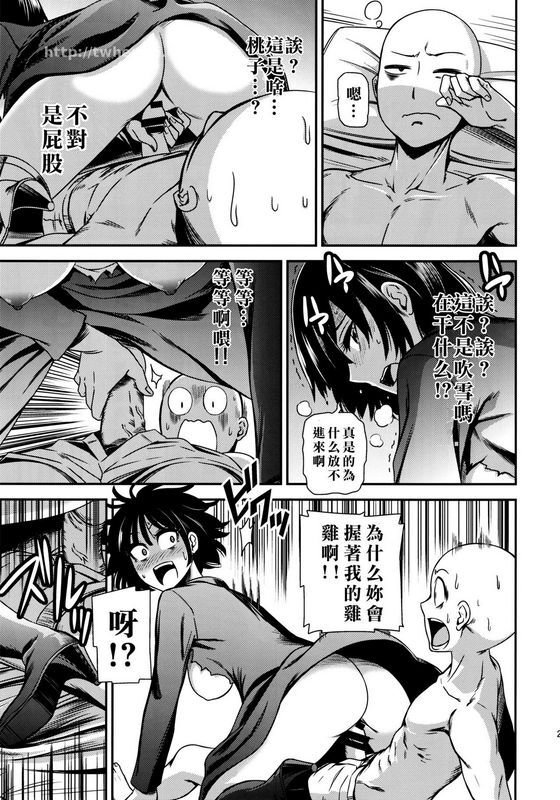 嗯…
誒?
這是啥…
桃子…?
不對
是屁股
誒?誒?
這不是吹雪嗎
在干什么!?
真是的為
什么放不
進來啊
等等…
等等啊喂!!
為什么妳會
握著我的雞
雞啊!!
呀!?